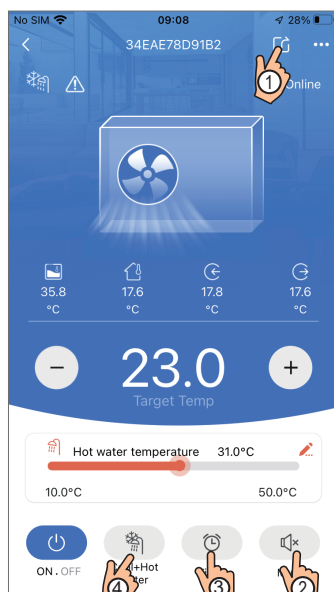 No SIM 09:08 28%
34EAE78D91B2
1
Online
35.8 17.6 17.8 17.6
°C °C °C °C
− 23.0 +
Target Temp
Hot water temperature 31.0°C
10.0°C 50.0°C
ON . OFF
4 3 2